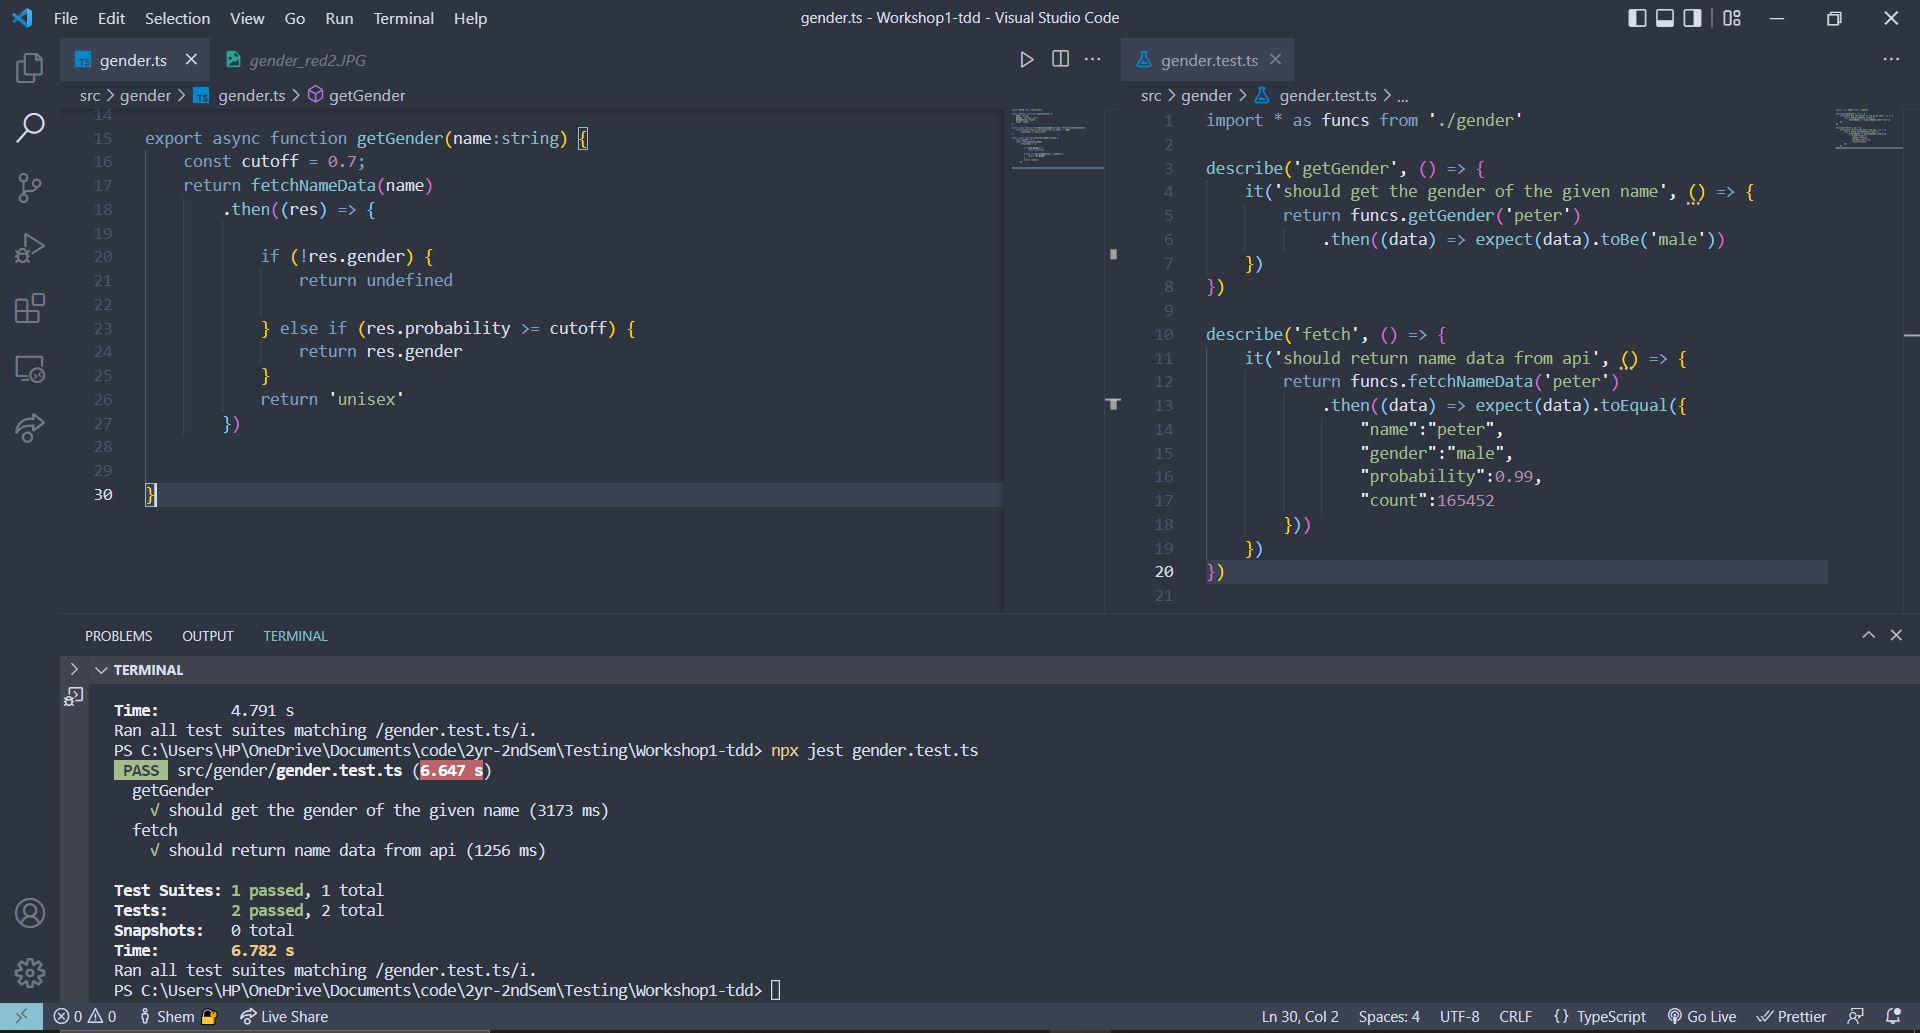 File Edit Selection View Go Run Terminal Help
gender.ts - Workshop1-tdd - Visual Studio Code
TS gender.ts
gender_red2.JPG
src > gender > TS gender.ts > getGender
14
15 export async function getGender(name:string) {
16 const cutoff = 0.7;
17 return fetchNameData(name)
18 .then((res) => {
19
20 if (!res.gender) {
21 return undefined
22
23 } else if (res.probability >= cutoff) {
24 return res.gender
25 }
26 return 'unisex'
27 })
28
29
30 }
gender.test.ts
src > gender > gender.test.ts > ...
1 import * as funcs from './gender'
2
3 describe('getGender', () => {
4 it('should get the gender of the given name', () => {
5 return funcs.getGender('peter')
6 .then((data) => expect(data).toBe('male'))
7 })
8 })
9
10 describe('fetch', () => {
11 it('should return name data from api', () => {
12 return funcs.fetchNameData('peter')
13 .then((data) => expect(data).toEqual({
14 "name":"peter",
15 "gender":"male",
16 "probability":0.99,
17 "count":165452
18 }))
19 })
20 })
21
PROBLEMS OUTPUT TERMINAL
TERMINAL
Time: 4.791 s
Ran all test suites matching /gender.test.ts/i.
PS C:\Users\HP\OneDrive\Documents\code\2yr-2ndSem\Testing\Workshop1-tdd> npx jest gender.test.ts
PASS src/gender/gender.test.ts (6.647 s)
getGender
√ should get the gender of the given name (3173 ms)
fetch
√ should return name data from api (1256 ms)
Test Suites: 1 passed, 1 total
Tests: 2 passed, 2 total
Snapshots: 0 total
Time: 6.782 s
Ran all test suites matching /gender.test.ts/i.
PS C:\Users\HP\OneDrive\Documents\code\2yr-2ndSem\Testing\Workshop1-tdd>
0 0 Shem Live Share Ln 30, Col 2 Spaces: 4 UTF-8 CRLF {} TypeScript Go Live Prettier